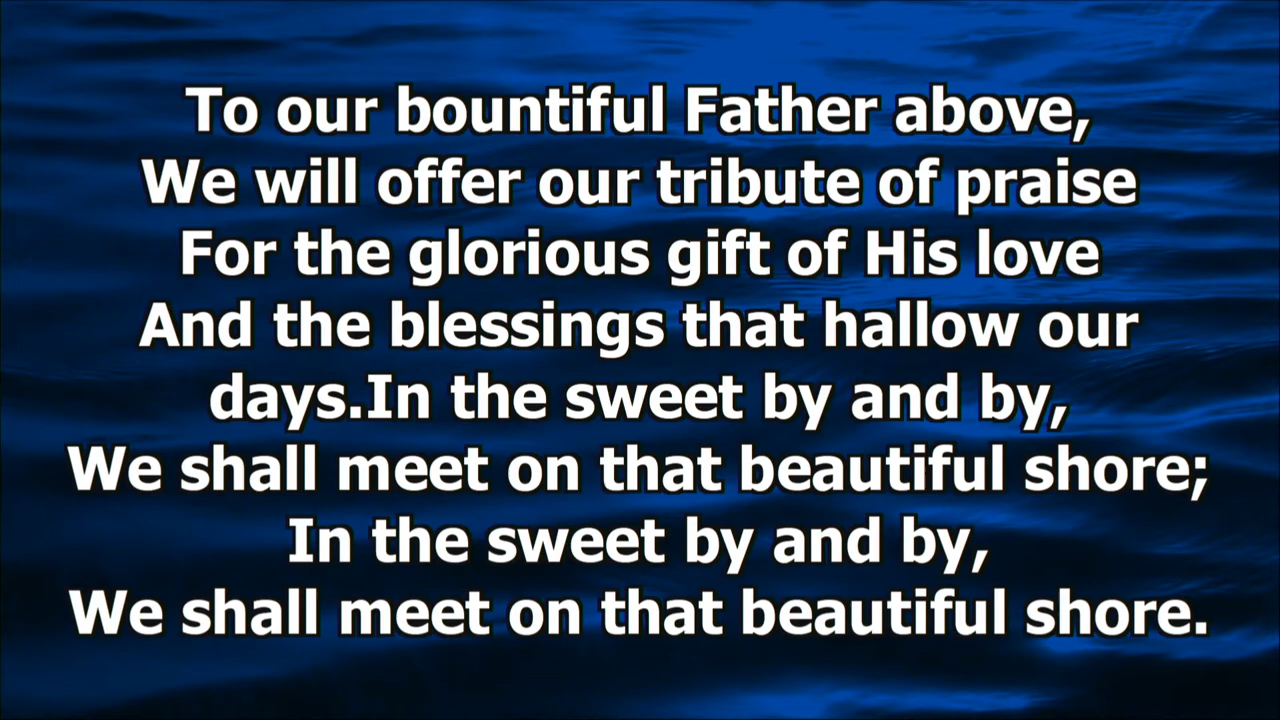 To our bountiful Father above,
We will offer our tribute of praise
For the glorious gift of His love
And the blessings that hallow our
days.In the sweet by and by,
We shall meet on that beautiful shore;
In the sweet by and by,
We shall meet on that beautiful shore.